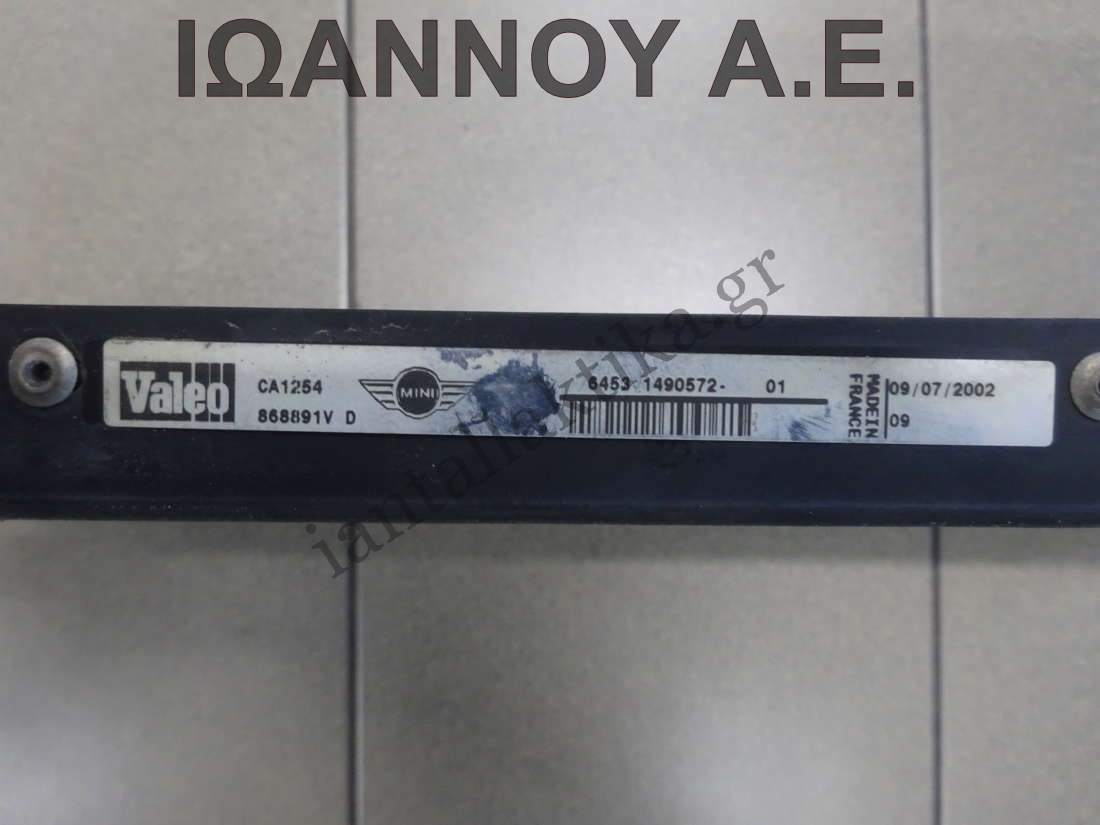 ΙΩΑΝΝΟΥ Α.Ε.
Valeo
CA1254
868891V D
MINI
6453 1490572- 01
MADE IN
FRANCE
09/07/2002
09
iantallaktika.gr